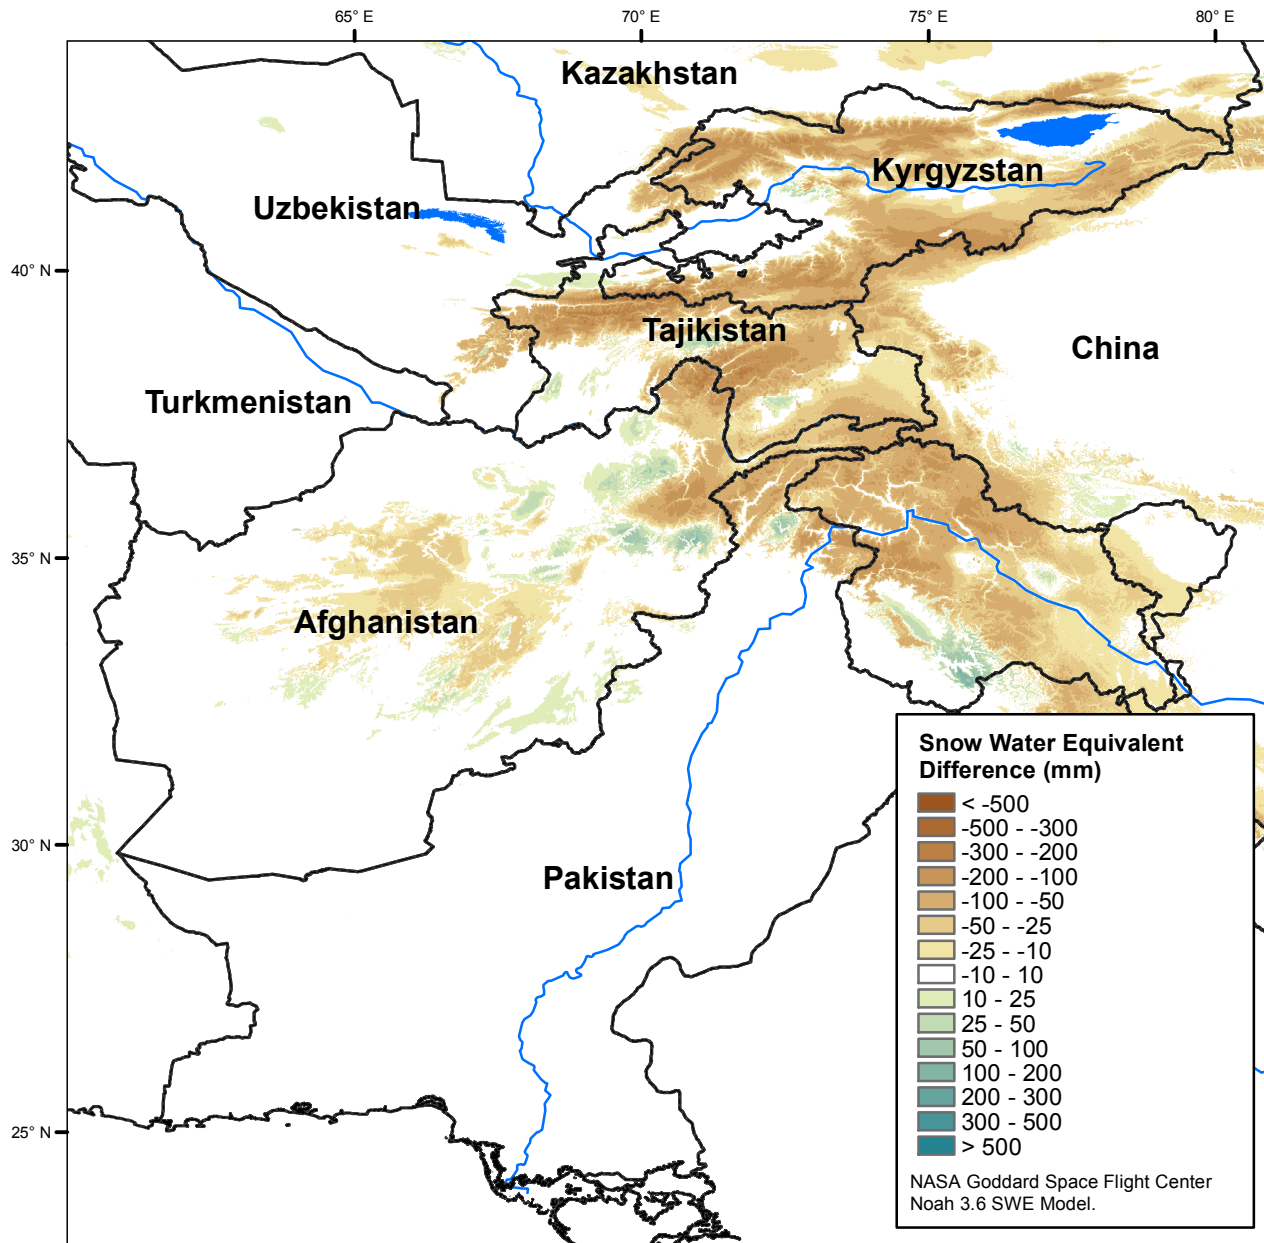 65° E
70° E
75° E
80° E
Kazakhstan
Kyrgyzstan
Uzbekistan
40° N
Tajikistan
China
Turkmenistan
35° N
Afghanistan
Snow Water Equivalent
Difference (mm)
< -500
-500 - -300
-300 - -200
-200 - -100
-100 - -50
-50 - -25
-25 - -10
-10 - 10
10 - 25
25 - 50
50 - 100
100 - 200
200 - 300
300 - 500
> 500
30° N
Pakistan
25° N
NASA Goddard Space Flight Center
Noah 3.6 SWE Model.